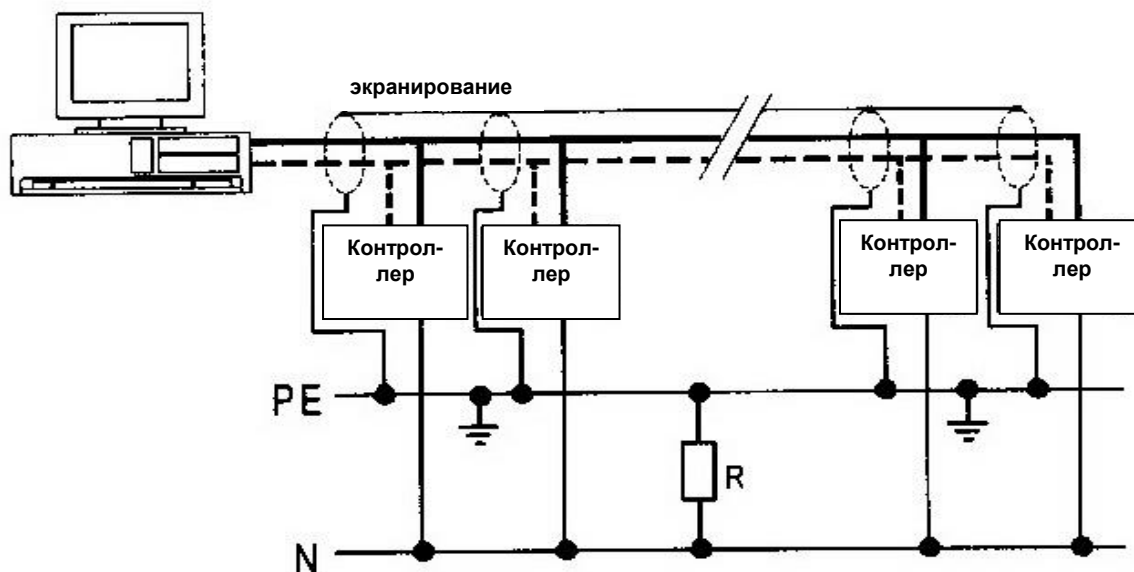 экранирование
Контрол-
лер
Контрол-
лер
Контрол-
лер
Контрол-
лер
PE
R
N